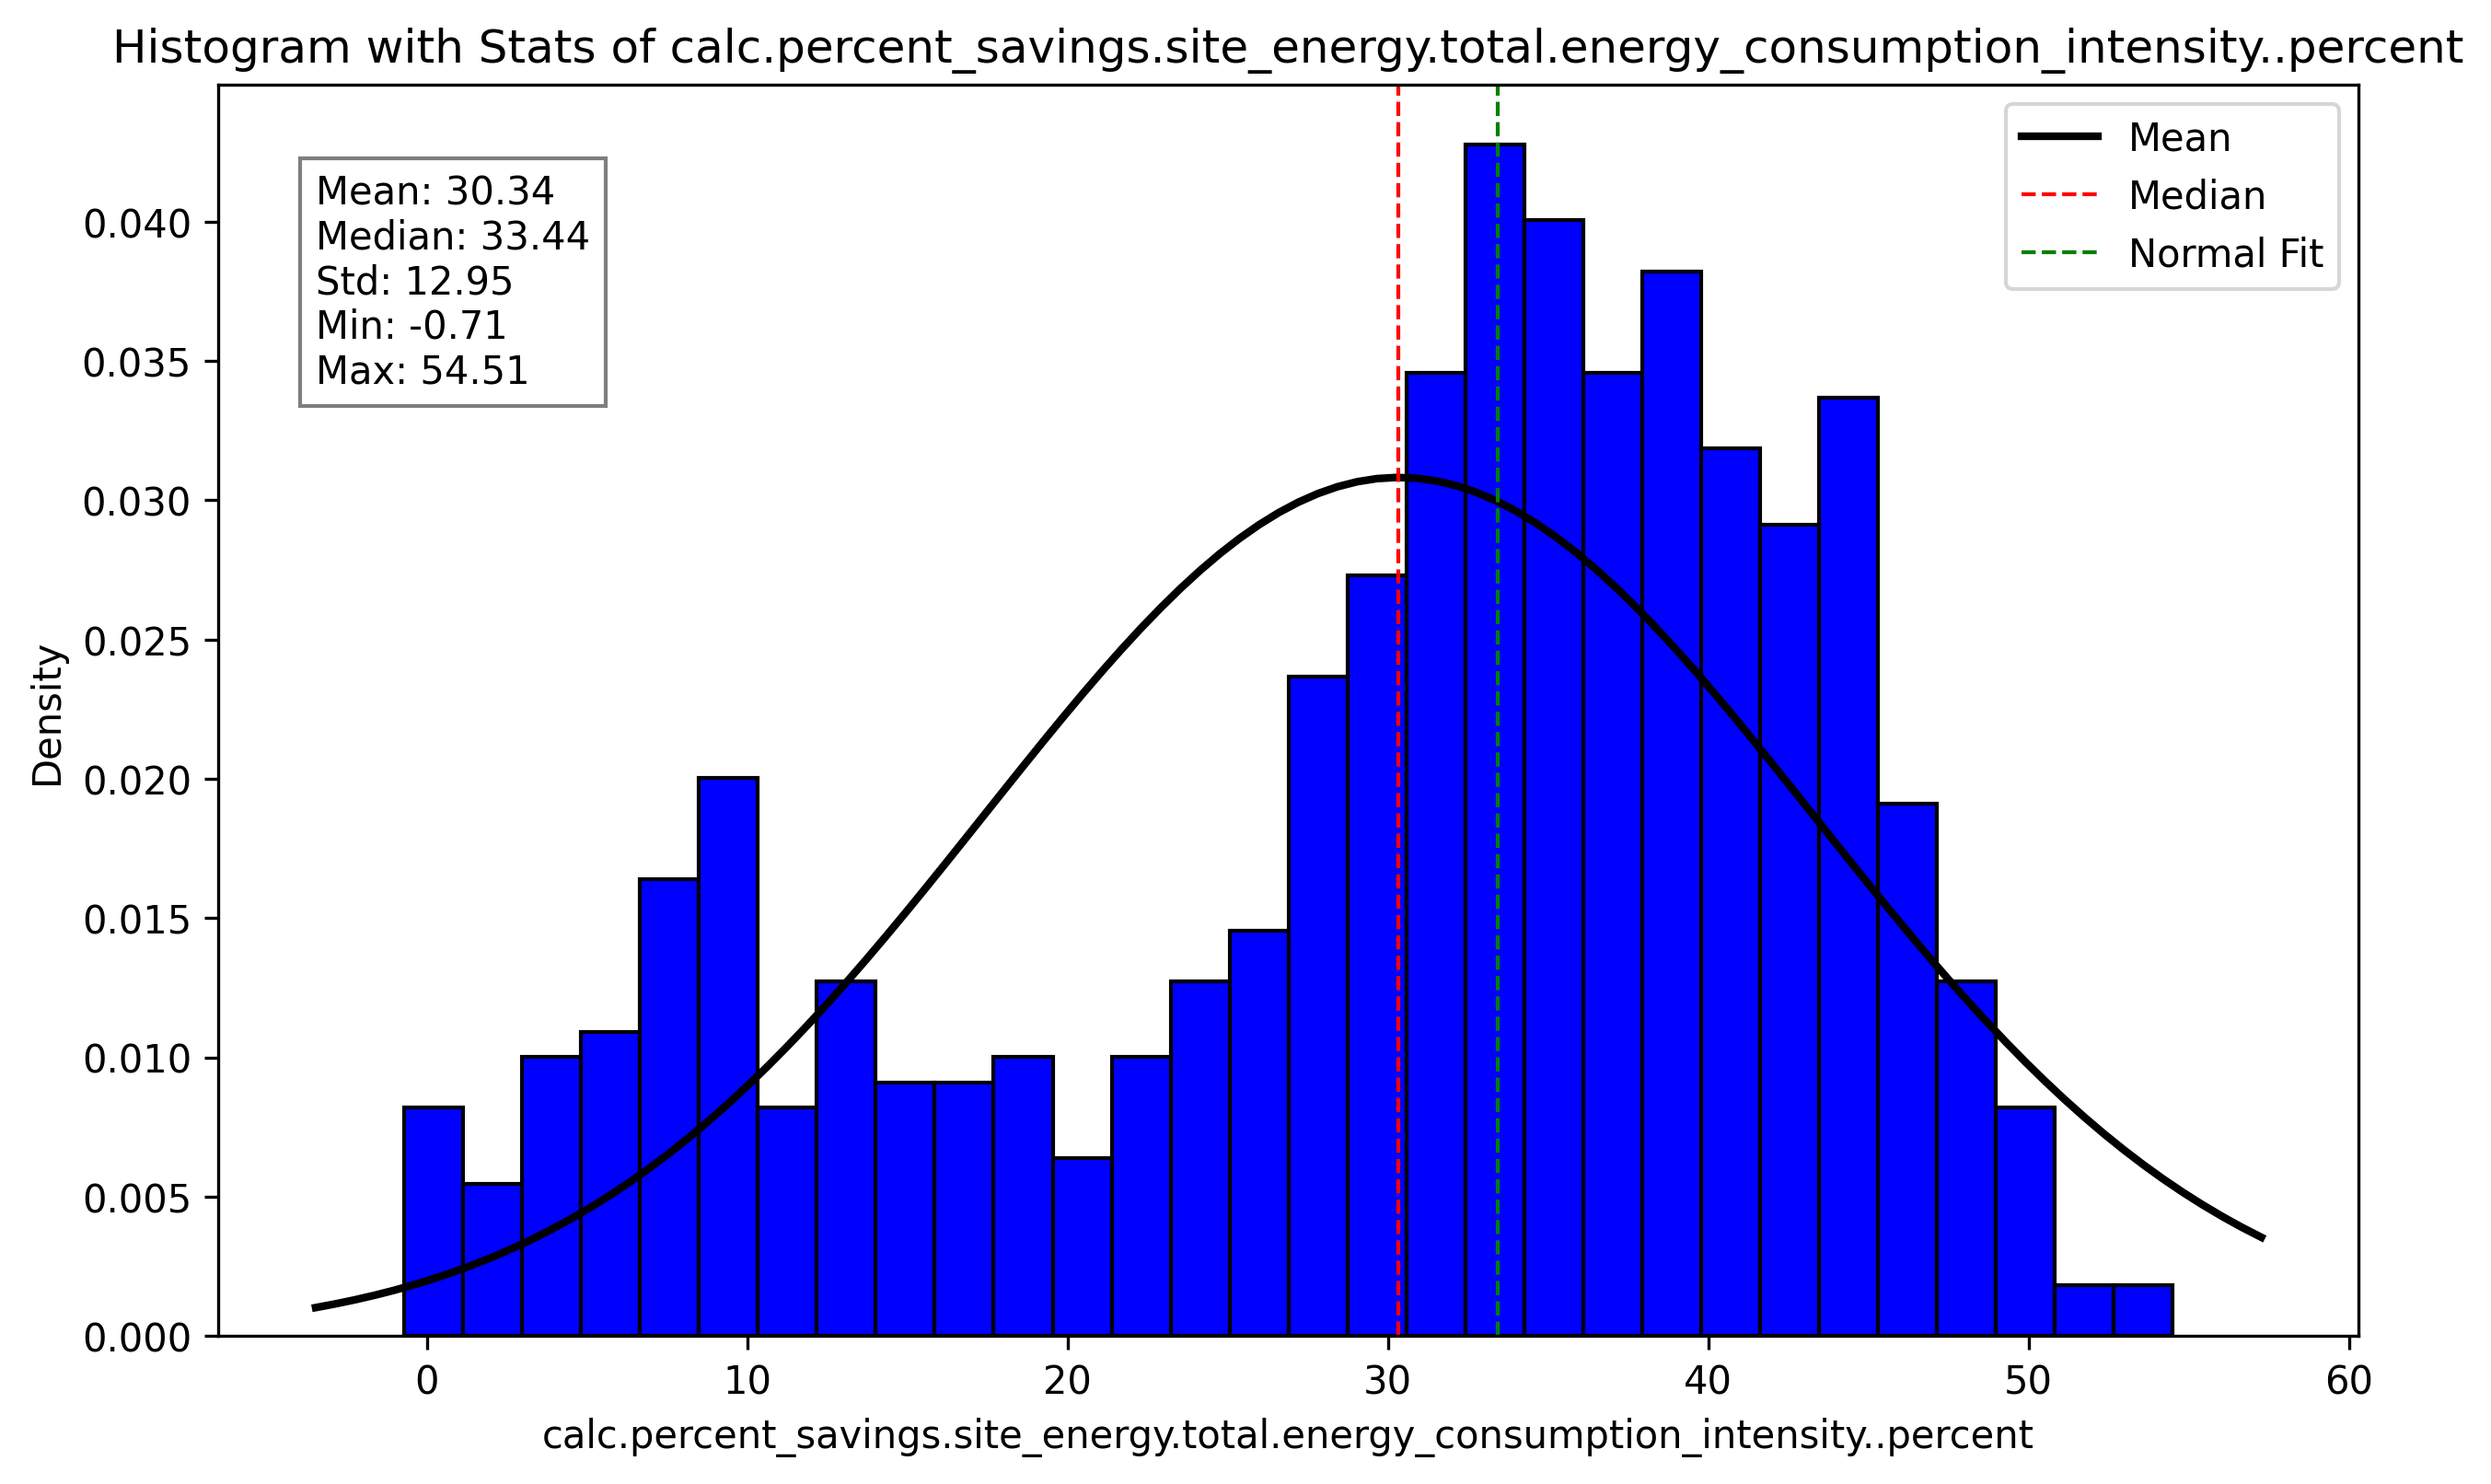 Histogram with Stats of calc.percent_savings.site_energy.total.energy_consumption_intensity..percent
Mean: 30.34
Median: 33.44
Std: 12.95
Min: -0.71
Max: 54.51
Mean
Median
Normal Fit
Density
0.040
0.035
0.030
0.025
0.020
0.015
0.010
0.005
0.000
0 10 20 30 40 50 60
calc.percent_savings.site_energy.total.energy_consumption_intensity..percent